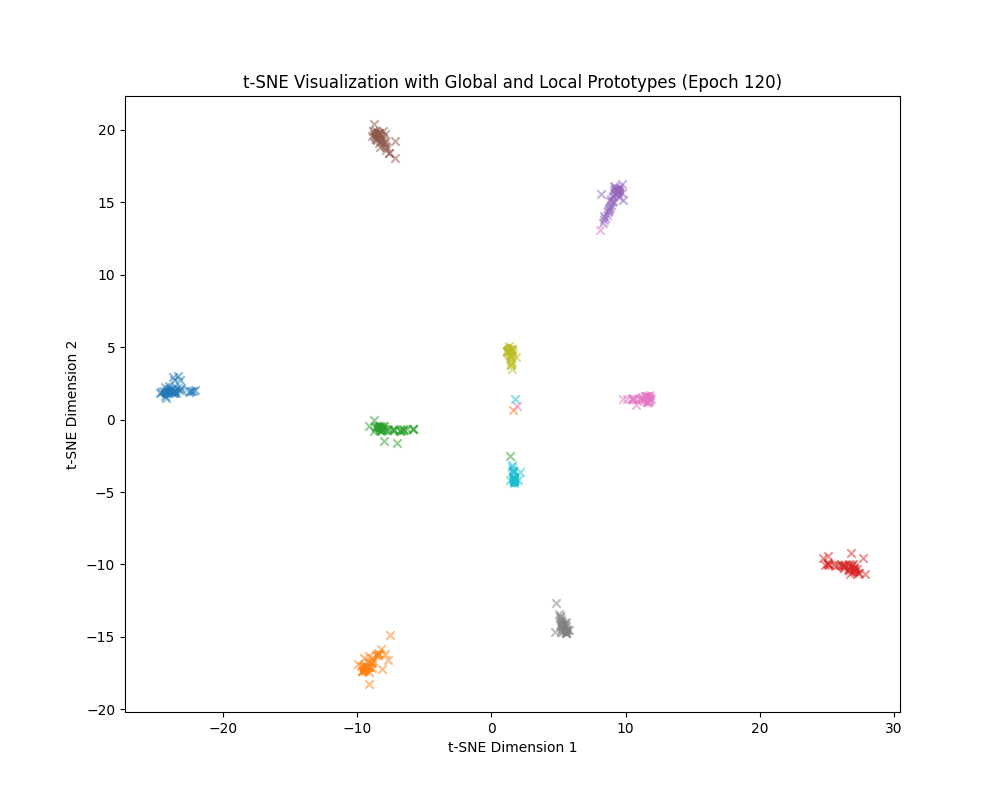 t-SNE Visualization with Global and Local Prototypes (Epoch 120)
20
15
10
5
0
−5
−10
−15
−20
t-SNE Dimension 2
−20 −10 0 10 20 30
t-SNE Dimension 1